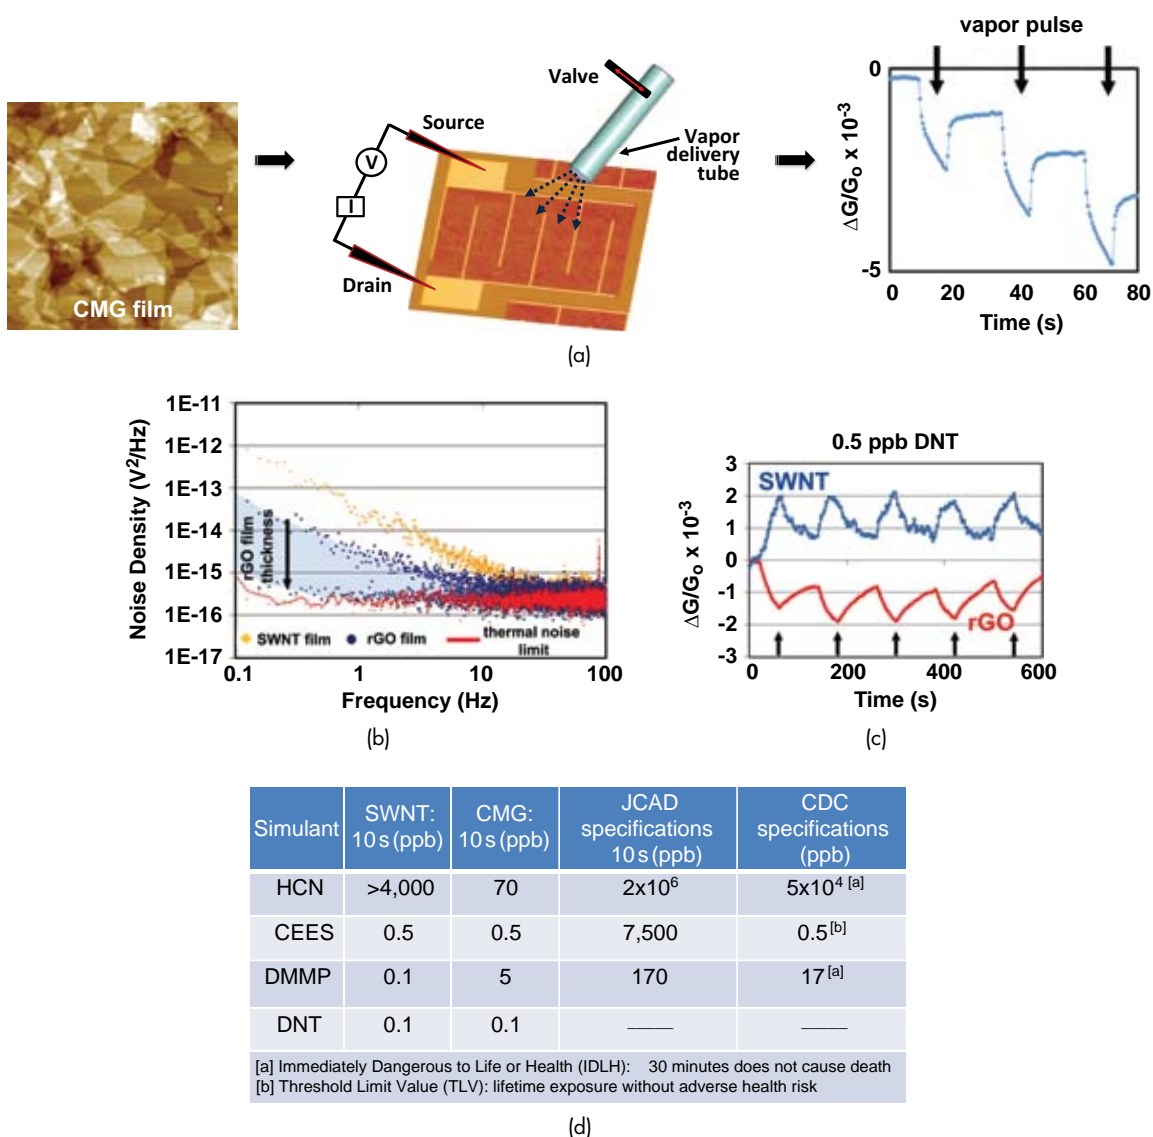 vapor pulse
Valve
Source
Vapor
delivery
tube
V
I
Drain
CMG film
ΔG/Gₒ x 10⁻³
0
-5
0 20 40 60 80
Time (s)
(a)
Noise Density (V²/Hz)
1E-11
1E-12
1E-13
1E-14
1E-15
1E-16
1E-17
rGO film
thickness
SWNT film
rGO film
thermal noise
limit
0.1 1 10 100
Frequency (Hz)
(b)
0.5 ppb DNT
ΔG/Gₒ x 10⁻³
3
2
1
0
-1
-2
-3
SWNT
rGO
0 200 400 600
Time (s)
(c)
Simulant SWNT: 10 s (ppb) CMG: 10 s (ppb) JCAD specifications 10 s (ppb) CDC specifications (ppb)
HCN >4,000 70 2x10⁶ 5x10⁴ [a]
CEES 0.5 0.5 7,500 0.5 [b]
DMMP 0.1 5 170 17 [a]
DNT 0.1 0.1 —— ——
[a] Immediately Dangerous to Life or Health (IDLH): 30 minutes does not cause death
[b] Threshold Limit Value (TLV): lifetime exposure without adverse health risk
(d)